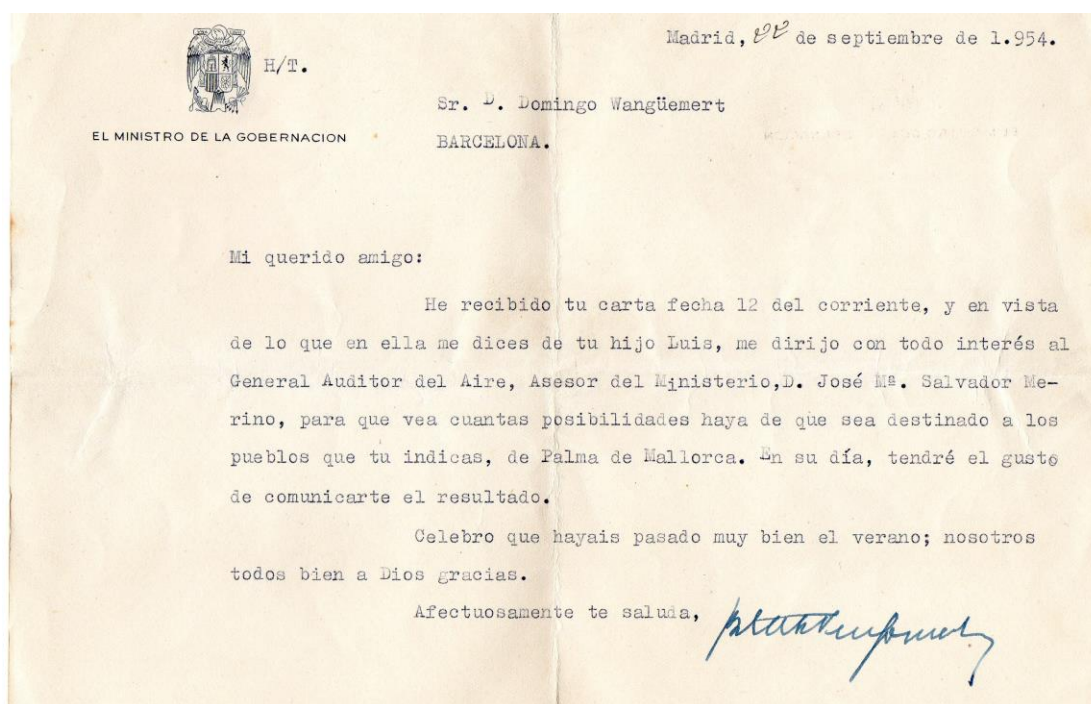 Madrid, 22 de septiembre de 1.954.
H/T.
Sr. D. Domingo Wangüemert
EL MINISTRO DE LA GOBERNACION
BARCELONA.
Mi querido amigo:
He recibido tu carta fecha 12 del corriente, y en vista
de lo que en ella me dices de tu hijo Luis, me dirijo con todo interés al
General Auditor del Aire, Asesor del Ministerio,D. José Mª. Salvador Me-
rino, para que vea cuantas posibilidades haya de que sea destinado a los
pueblos que tu indicas, de Palma de Mallorca. En su día, tendré el gusto
de comunicarte el resultado.
Celebro que hayais pasado muy bien el verano; nosotros
todos bien a Dios gracias.
Afectuosamente te saluda,